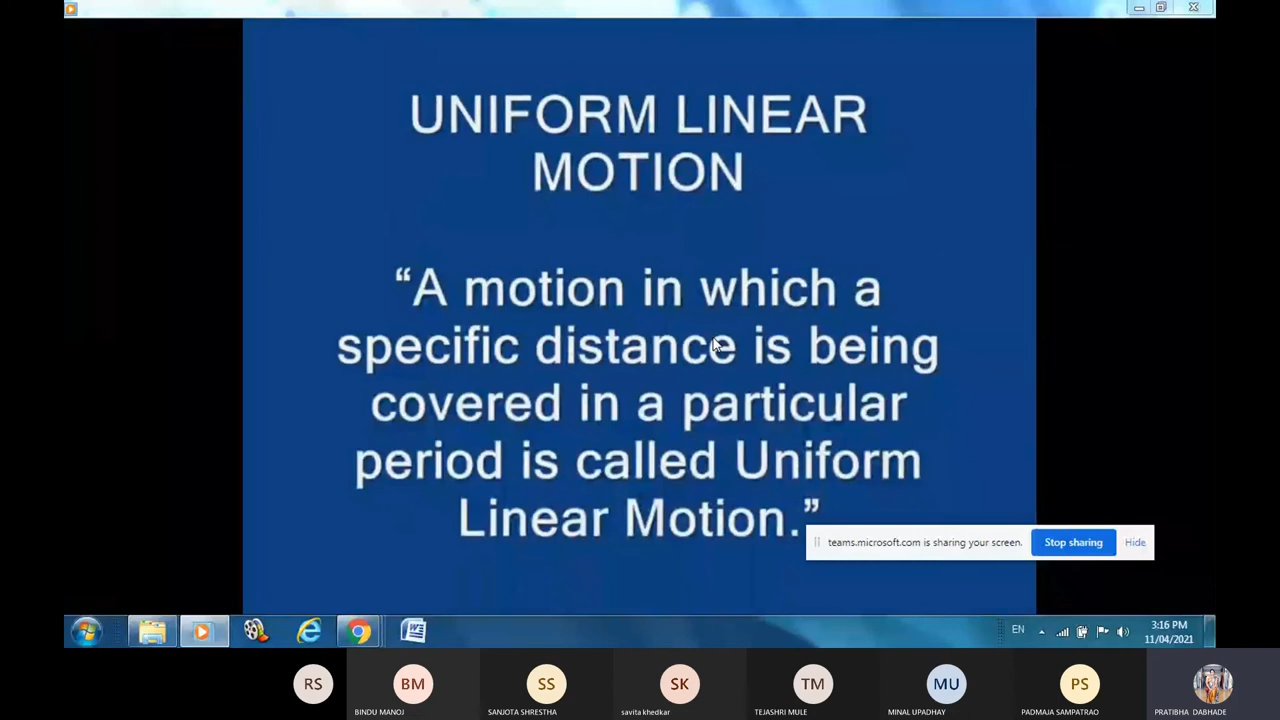 UNIFORM LINEAR
MOTION
“A motion in which a
specific distance is being
covered in a particular
period is called Uniform
Linear Motion.”
teams.microsoft.com is sharing your screen.
Stop sharing
Hide
EN
3:16 PM
11/04/2021
RS
BM
SS
SK
TM
MU
PS
BINDU MANOJ
SANJOTA SHRESTHA
savita khedkar
TEJASHRI MULE
MINAL UPADHAY
PADMAJA SAMPATRAO
PRATIBHA DABHADE